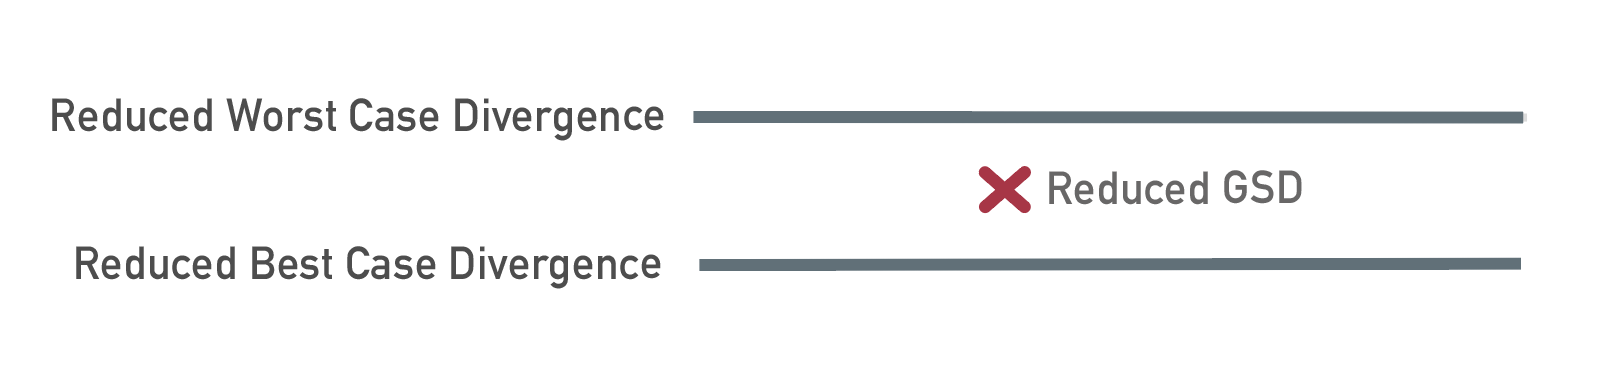 Reduced Worst Case Divergence
Reduced GSD
Reduced Best Case Divergence